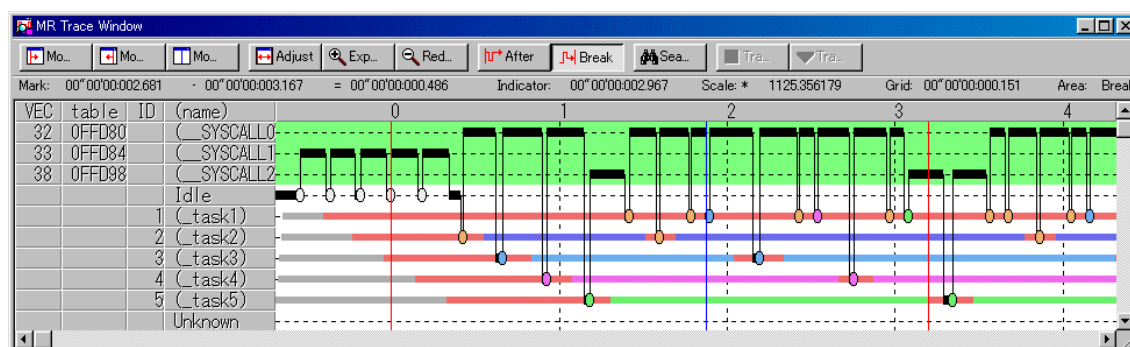 MR Trace Window
Mo... Mo... Mo... Adjust Exp... Red... After Break Sea... Tra... Tra...
Mark: 00"00'00:002.681 - 00"00'00:003.167 = 00"00'00:000.486 Indicator: 00"00'00:002.967 Scale: * 1125.356179 Grid: 00"00'00:000.151 Area: Break
VEC table ID (name) 0 1 2 3 4
32 0FFD80 (__SYSCALL0
33 0FFD84 (__SYSCALL1
38 0FFD98 (__SYSCALL2
Idle
1 (_task1)
2 (_task2)
3 (_task3)
4 (_task4)
5 (_task5)
Unknown